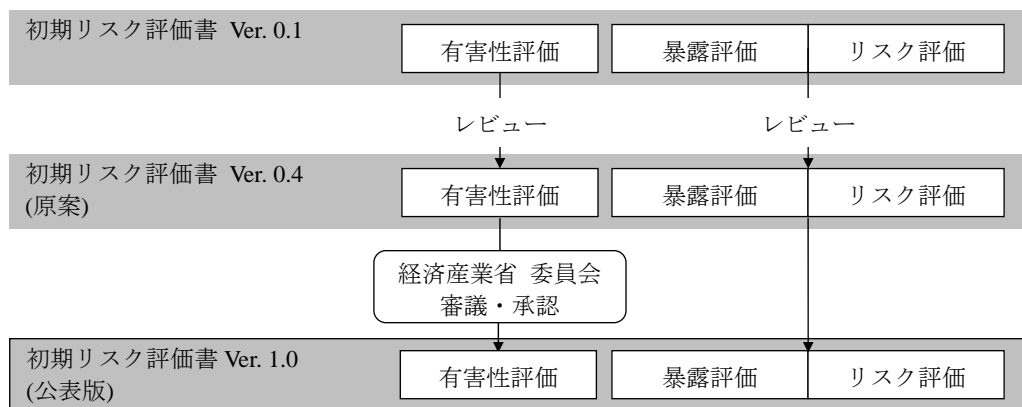 初期リスク評価書 Ver. 0.1
有害性評価 暴露評価 リスク評価
レビュー レビュー
初期リスク評価書 Ver. 0.4
(原案)
有害性評価 暴露評価 リスク評価
経済産業省 委員会
審議・承認
初期リスク評価書 Ver. 1.0
(公表版)
有害性評価 暴露評価 リスク評価